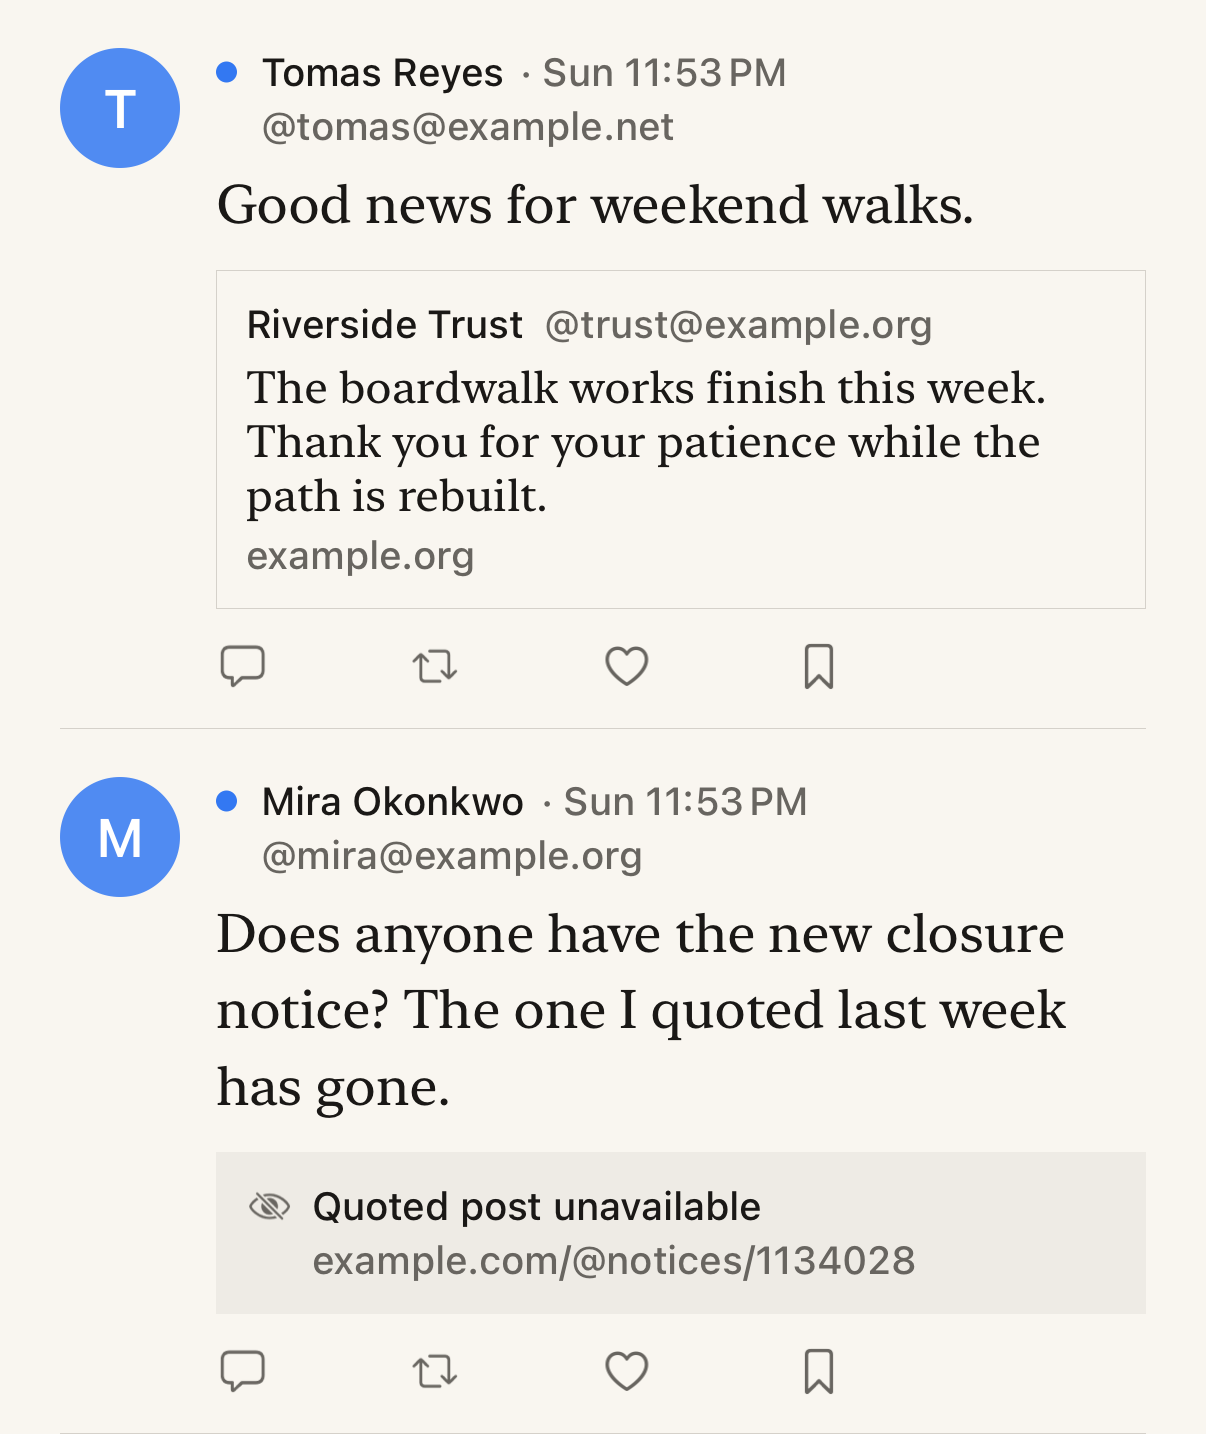 T
Tomas Reyes · Sun 11:53 PM
@tomas@example.net
Good news for weekend walks.
Riverside Trust @trust@example.org
The boardwalk works finish this week.
Thank you for your patience while the
path is rebuilt.
example.org
M
Mira Okonkwo · Sun 11:53 PM
@mira@example.org
Does anyone have the new closure
notice? The one I quoted last week
has gone.
Quoted post unavailable
example.com/@notices/1134028